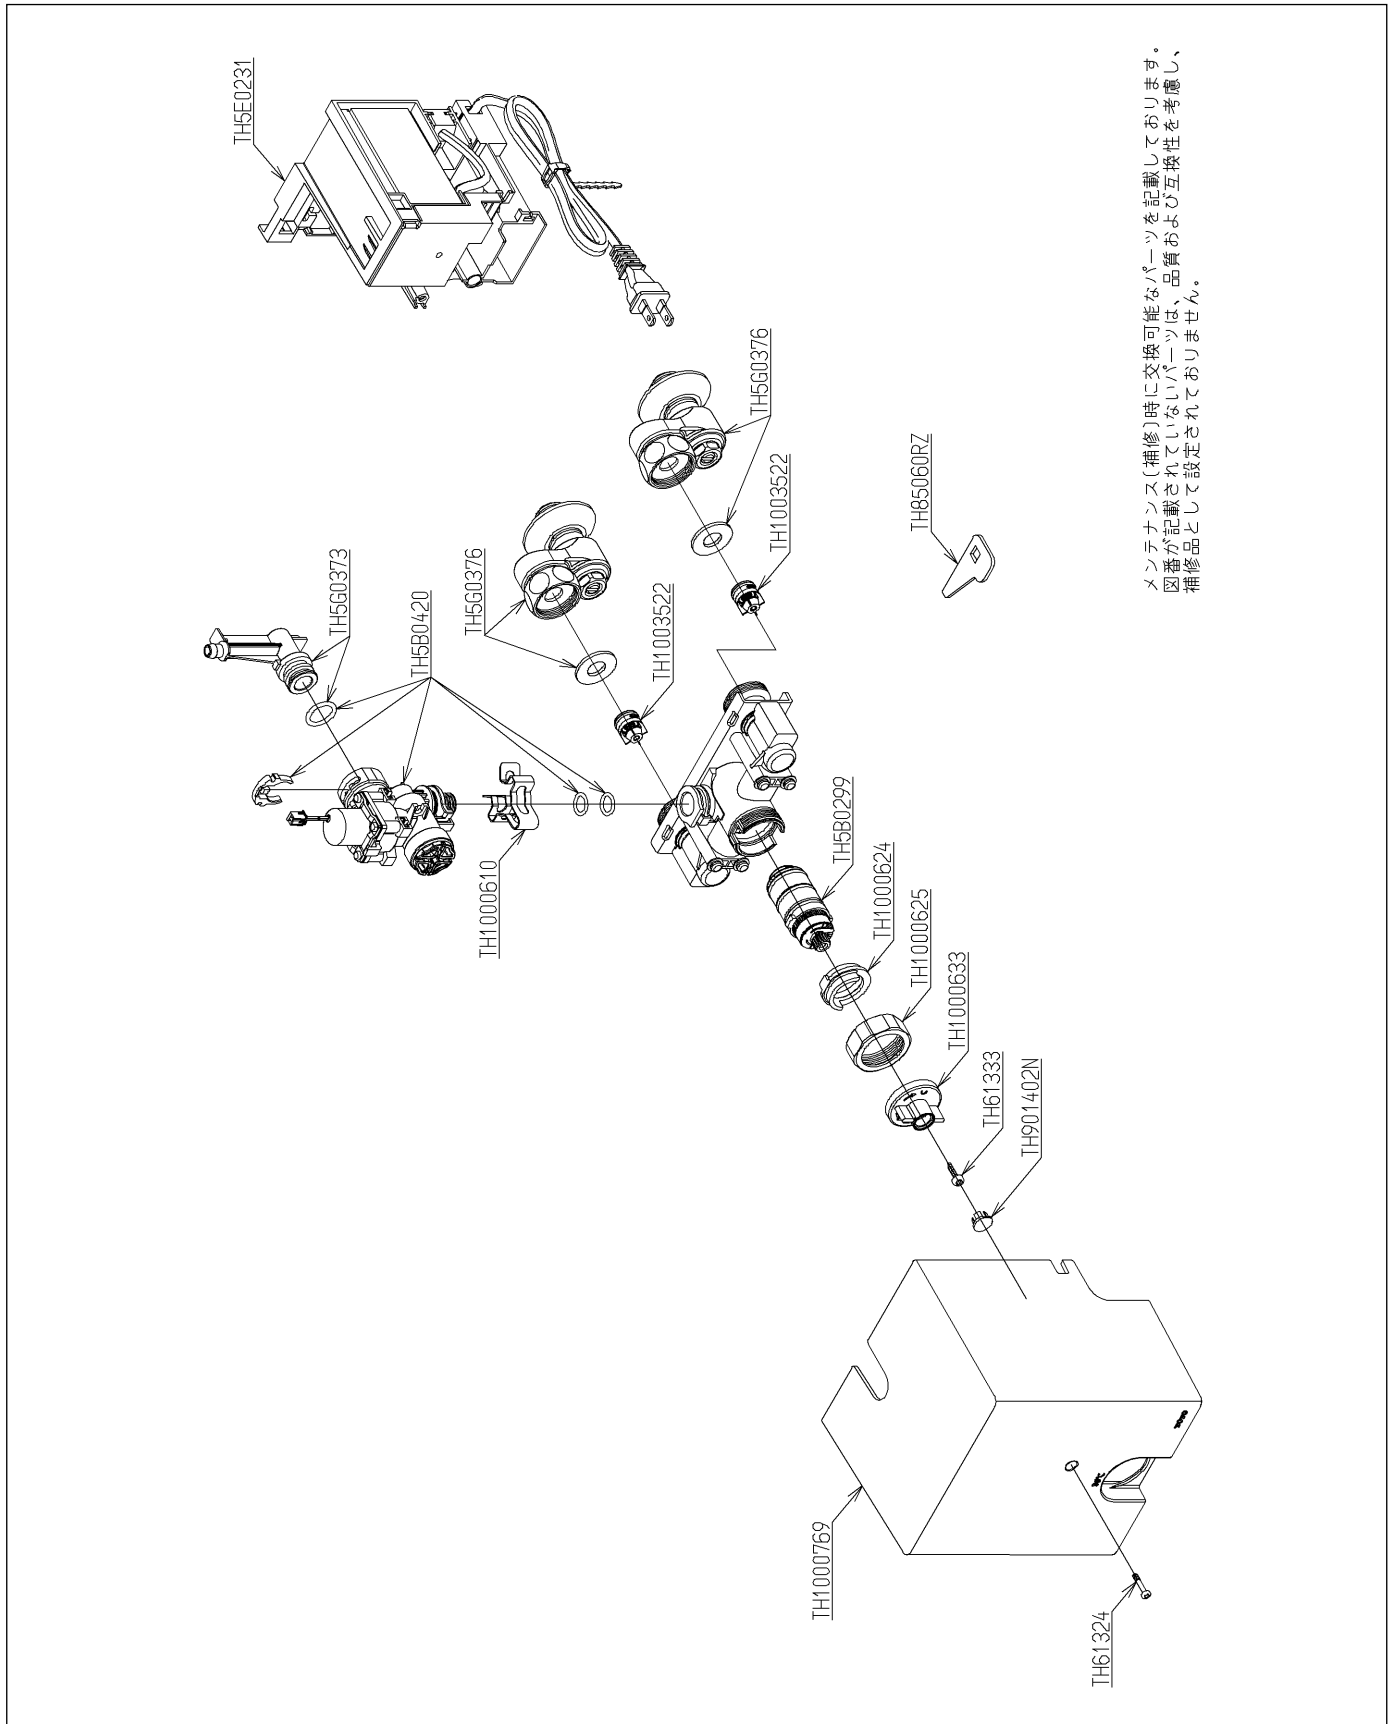 TH5E0231
TH5G0373
TH5B0420
TH5G0376
TH1003522
TH5G0376
TH1003522
TH85060RZ
TH1000610
TH5B0299
TH1000624
TH1000625
TH1000633
TH61333
TH901402N
TH1000769
TH61324
メンテナンス(補修)時に交換可能なパーツを記載しております。
図番が記載されていないパーツは、品質および互換性を考慮し、
補修品として設定されておりません。